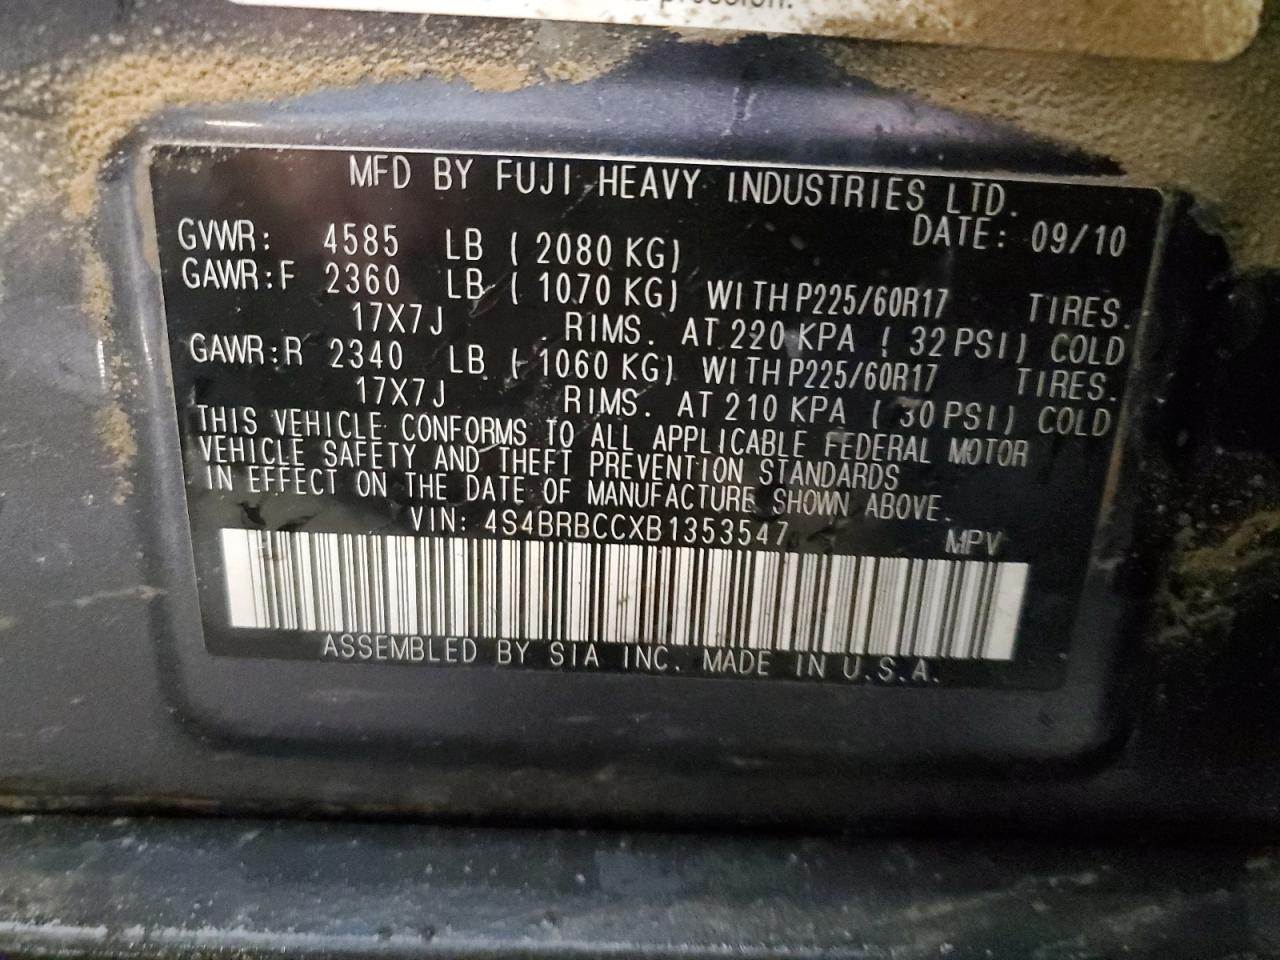 MFD BY FUJI HEAVY INDUSTRIES LTD.
DATE: 09/10
GVWR: 4585 LB ( 2080 KG)
GAWR:F 2360 LB ( 1070 KG) WITH P225/60R17 TIRES.
17X7J RIMS. AT 220 KPA ( 32 PSI) COLD
GAWR:R 2340 LB ( 1060 KG) WITH P225/60R17 TIRES.
17X7J RIMS. AT 210 KPA ( 30 PSI) COLD
THIS VEHICLE CONFORMS TO ALL APPLICABLE FEDERAL MOTOR
VEHICLE SAFETY AND THEFT PREVENTION STANDARDS
IN EFFECT ON THE DATE OF MANUFACTURE SHOWN ABOVE.
VIN: 4S4BRBCCXB1353547 MPV
ASSEMBLED BY SIA INC. MADE IN U.S.A.